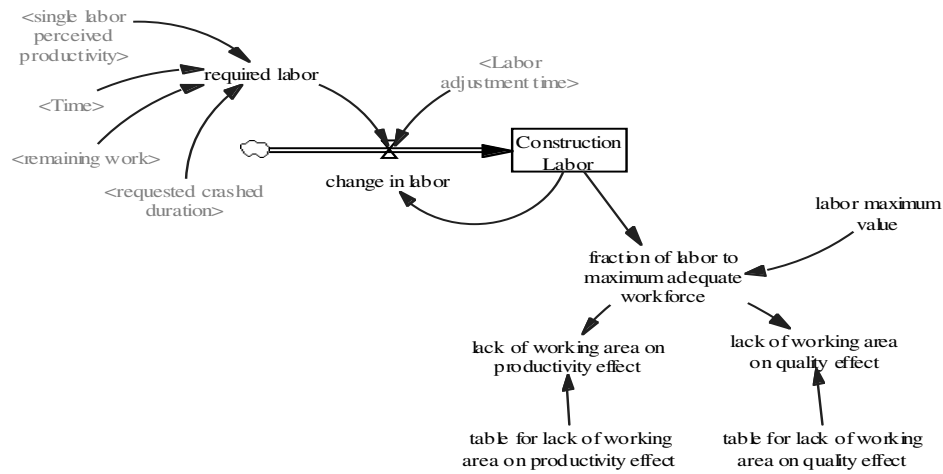 <single labor
perceived
productivity>
required labor
<Labor
adjustment time>
<Time>
<remaining work>
<requested crashed
duration>
Construction
Labor
change in labor
labor maximum
value
fraction of labor to
maximum adequate
workforce
lack of working area on
productivity effect
lack of working area
on quality effect
table for lack of working
area on productivity effect
table for lack of working
area on quality effect